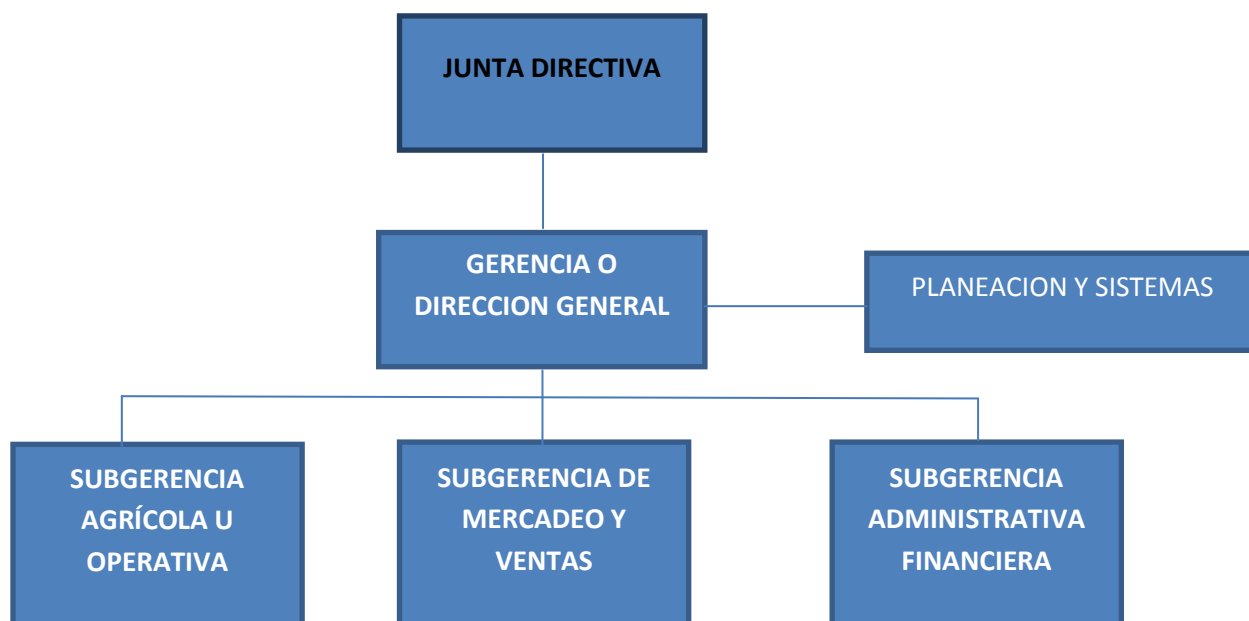 JUNTA DIRECTIVA
GERENCIA O
DIRECCION GENERAL
PLANEACION Y SISTEMAS
SUBGERENCIA
AGRÍCOLA U
OPERATIVA
SUBGERENCIA DE
MERCADEO Y
VENTAS
SUBGERENCIA
ADMINISTRATIVA
FINANCIERA